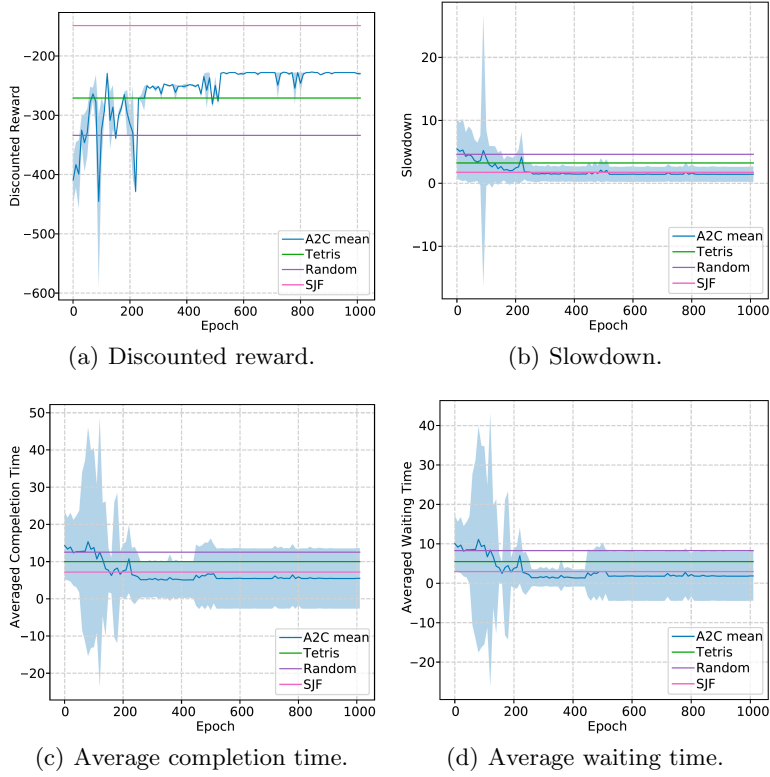 −200
−300
−400
−500
−600
Discounted Reward
0 200 400 600 800 1000
Epoch
A2C mean
Tetris
Random
SJF
(a) Discounted reward.
20
10
0
−10
Slowdown
0 200 400 600 800 1000
Epoch
A2C mean
Tetris
Random
SJF
(b) Slowdown.
50
40
30
20
10
0
−10
−20
Averaged Compeletion Time
0 200 400 600 800 1000
Epoch
A2C mean
Tetris
Random
SJF
(c) Average completion time.
40
30
20
10
0
−10
−20
Averaged Waiting Time
0 200 400 600 800 1000
Epoch
A2C mean
Tetris
Random
SJF
(d) Average waiting time.